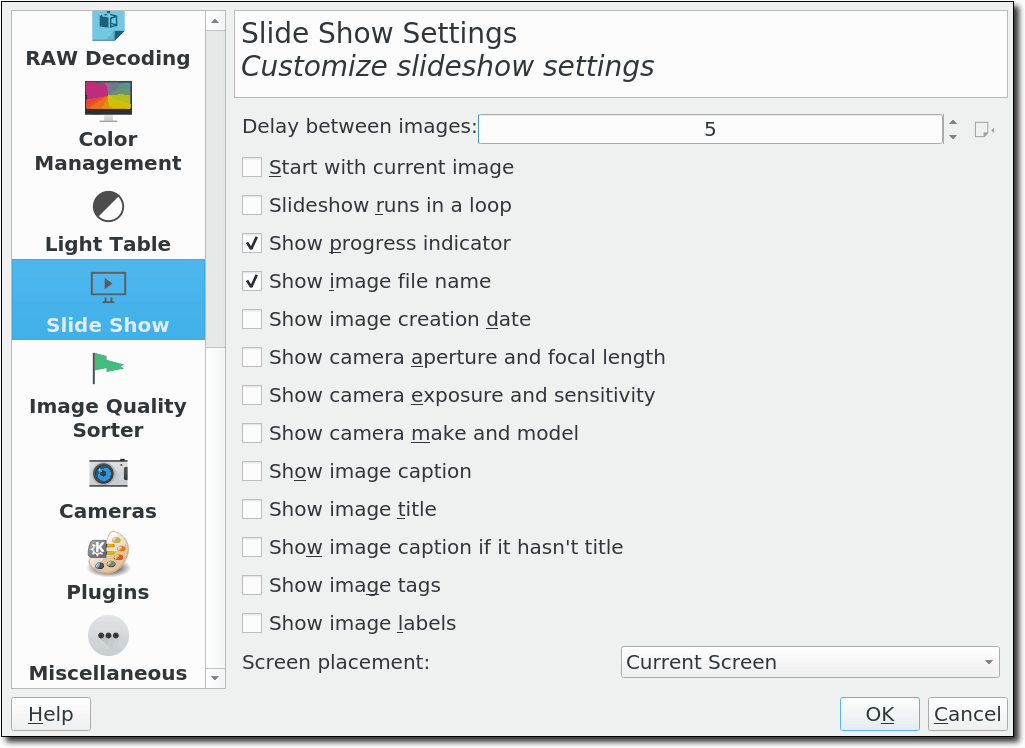 RAW Decoding
Color
Management
Light Table
Slide Show
Image Quality
Sorter
Cameras
Plugins
Miscellaneous
Slide Show Settings
Customize slideshow settings
Delay between images: 5
Start with current image
Slideshow runs in a loop
Show progress indicator
Show image file name
Show image creation date
Show camera aperture and focal length
Show camera exposure and sensitivity
Show camera make and model
Show image caption
Show image title
Show image caption if it hasn't title
Show image tags
Show image labels
Screen placement: Current Screen
Help OK Cancel